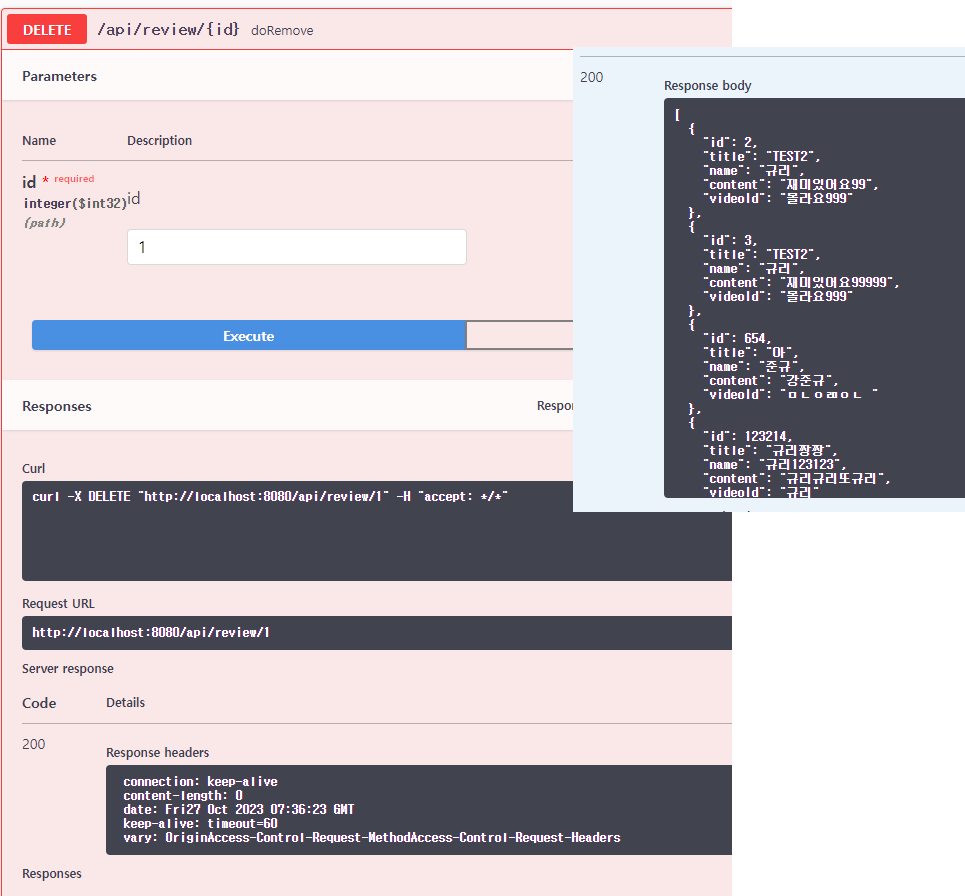 DELETE /api/review/{id} doRemove
Parameters
Name Description
id * required
integer($int32) id
(path)
1
Execute
Responses
Curl
curl -X DELETE "http://localhost:8080/api/review/1" -H "accept: */*"
Request URL
http://localhost:8080/api/review/1
Server response
Code Details
200
Response headers
connection: keep-alive
content-length: 0
date: Fri27 Oct 2023 07:36:23 GMT
keep-alive: timeout=60
vary: OriginAccess-Control-Request-MethodAccess-Control-Request-Headers
Responses
200
Response body
[
{
"id": 2,
"title": "TEST2",
"name": "규리",
"content": "재미있어요99",
"videoId": "몰라요999"
},
{
"id": 3,
"title": "TEST2",
"name": "규리",
"content": "재미있어요99999",
"videoId": "몰라요999"
},
{
"id": 654,
"title": "아",
"name": "준규",
"content": "강준규",
"videoId": "ㅁㄴㅇ래ㅇㄴ "
},
{
"id": 123214,
"title": "규리짱짱",
"name": "규리123123",
"content": "규리규리또규리",
"videoId": "규리"